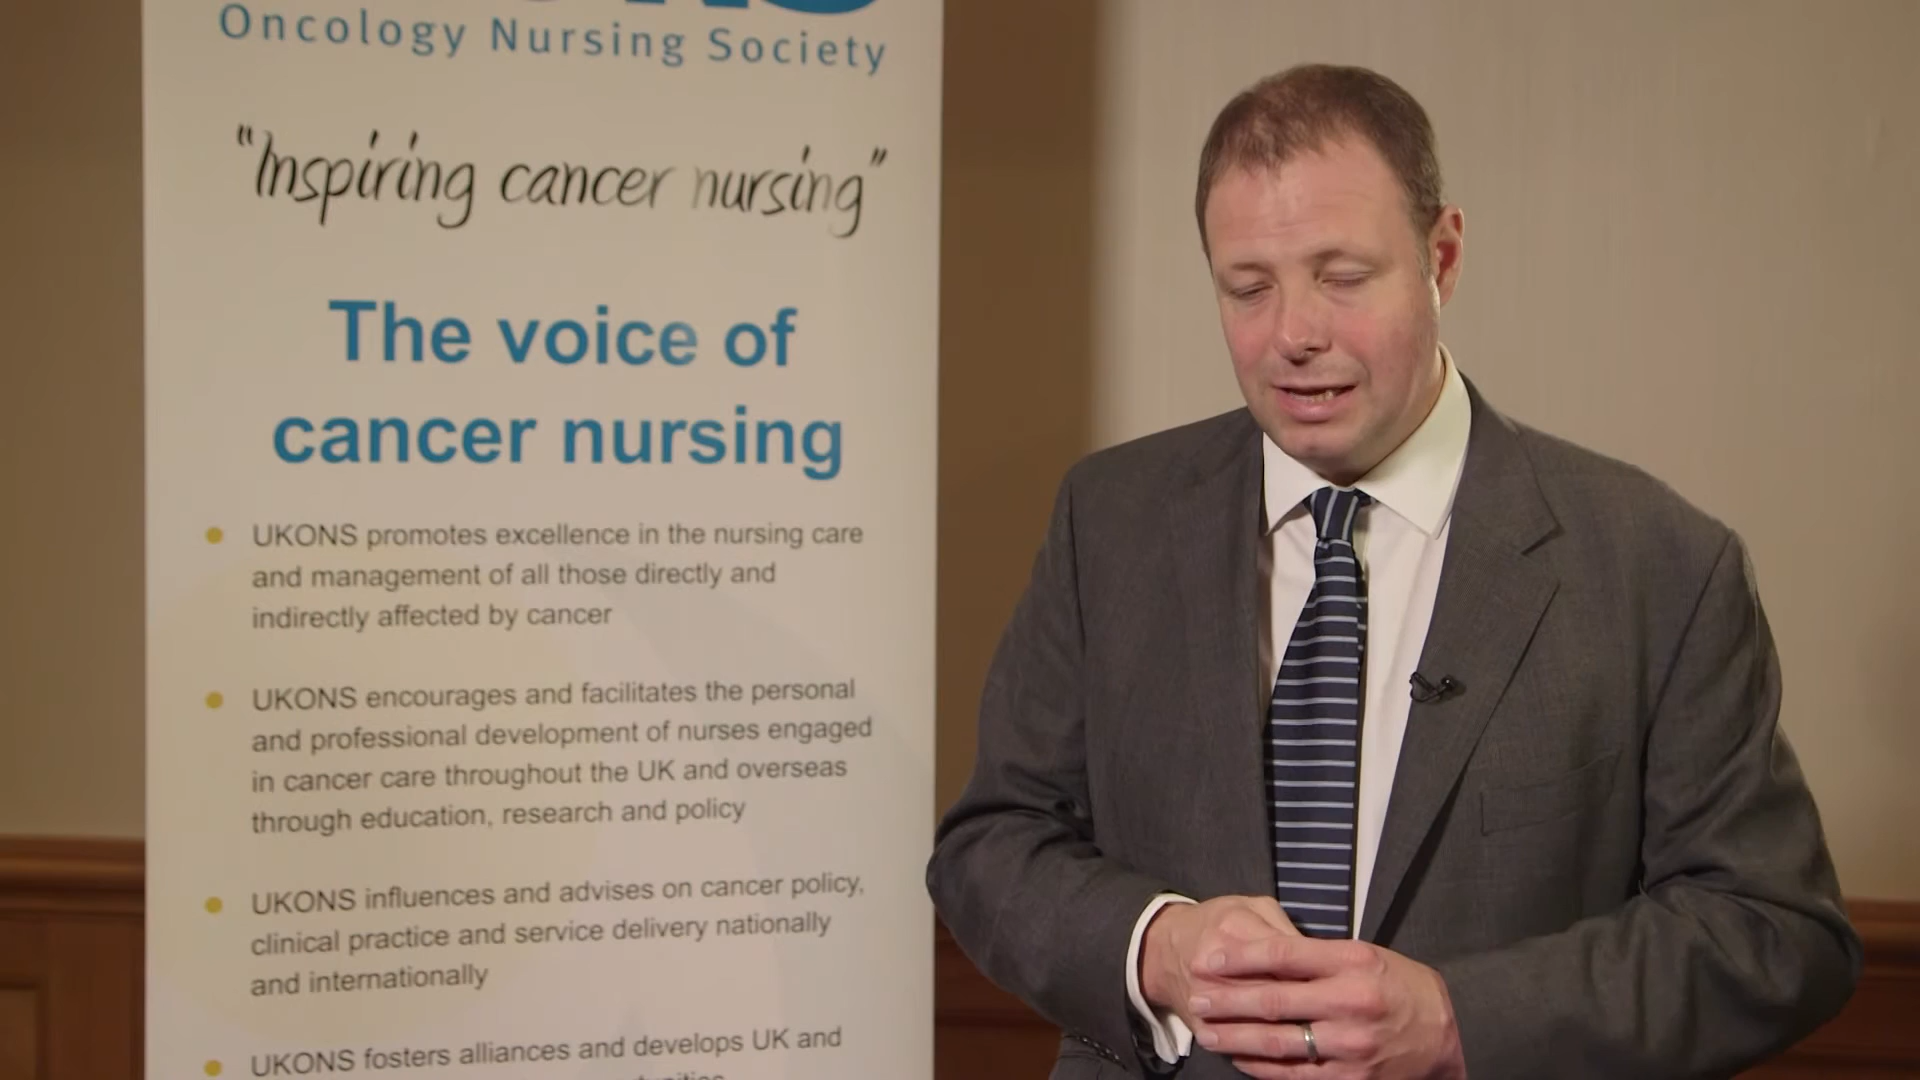 Oncology Nursing Society
"Inspiring cancer nursing"
The voice of
cancer nursing
UKONS promotes excellence in the nursing care
and management of all those directly and
indirectly affected by cancer
UKONS encourages and facilitates the personal
and professional development of nurses engaged
in cancer care throughout the UK and overseas
through education, research and policy
UKONS influences and advises on cancer policy,
clinical practice and service delivery nationally
and internationally
UKONS fosters alliances and develops UK and